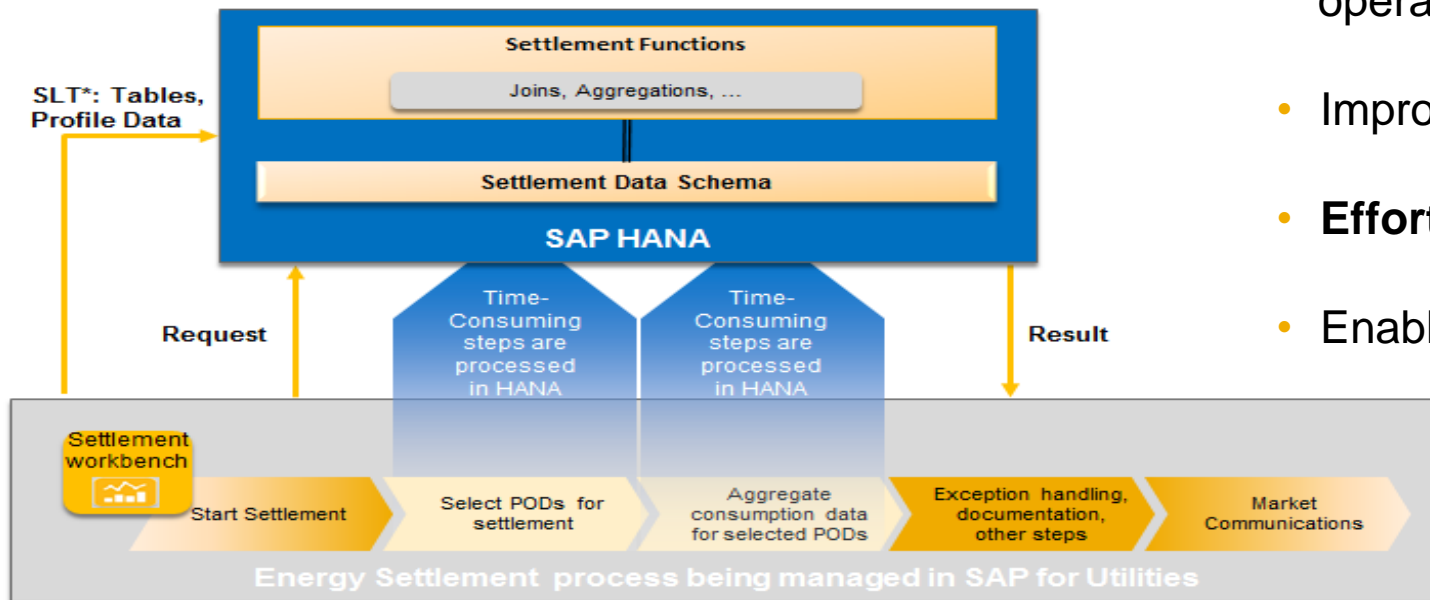 Settlement Functions
Joins, Aggregations, ...
Settlement Data Schema
SAP HANA
SLT*: Tables,
Profile Data
Request
Time-
Consuming
steps are
processed
in HANA
Time-
Consuming
steps are
processed
in HANA
Result
• Impro
• Effort
• Enabl
Settlement
workbench
Start Settlement
Select PODs for
settlement
Aggregate
consumption data
for selected PODs
Exception handling,
documentation,
other steps
Market
Communications
Energy Settlement process being managed in SAP for Utilities